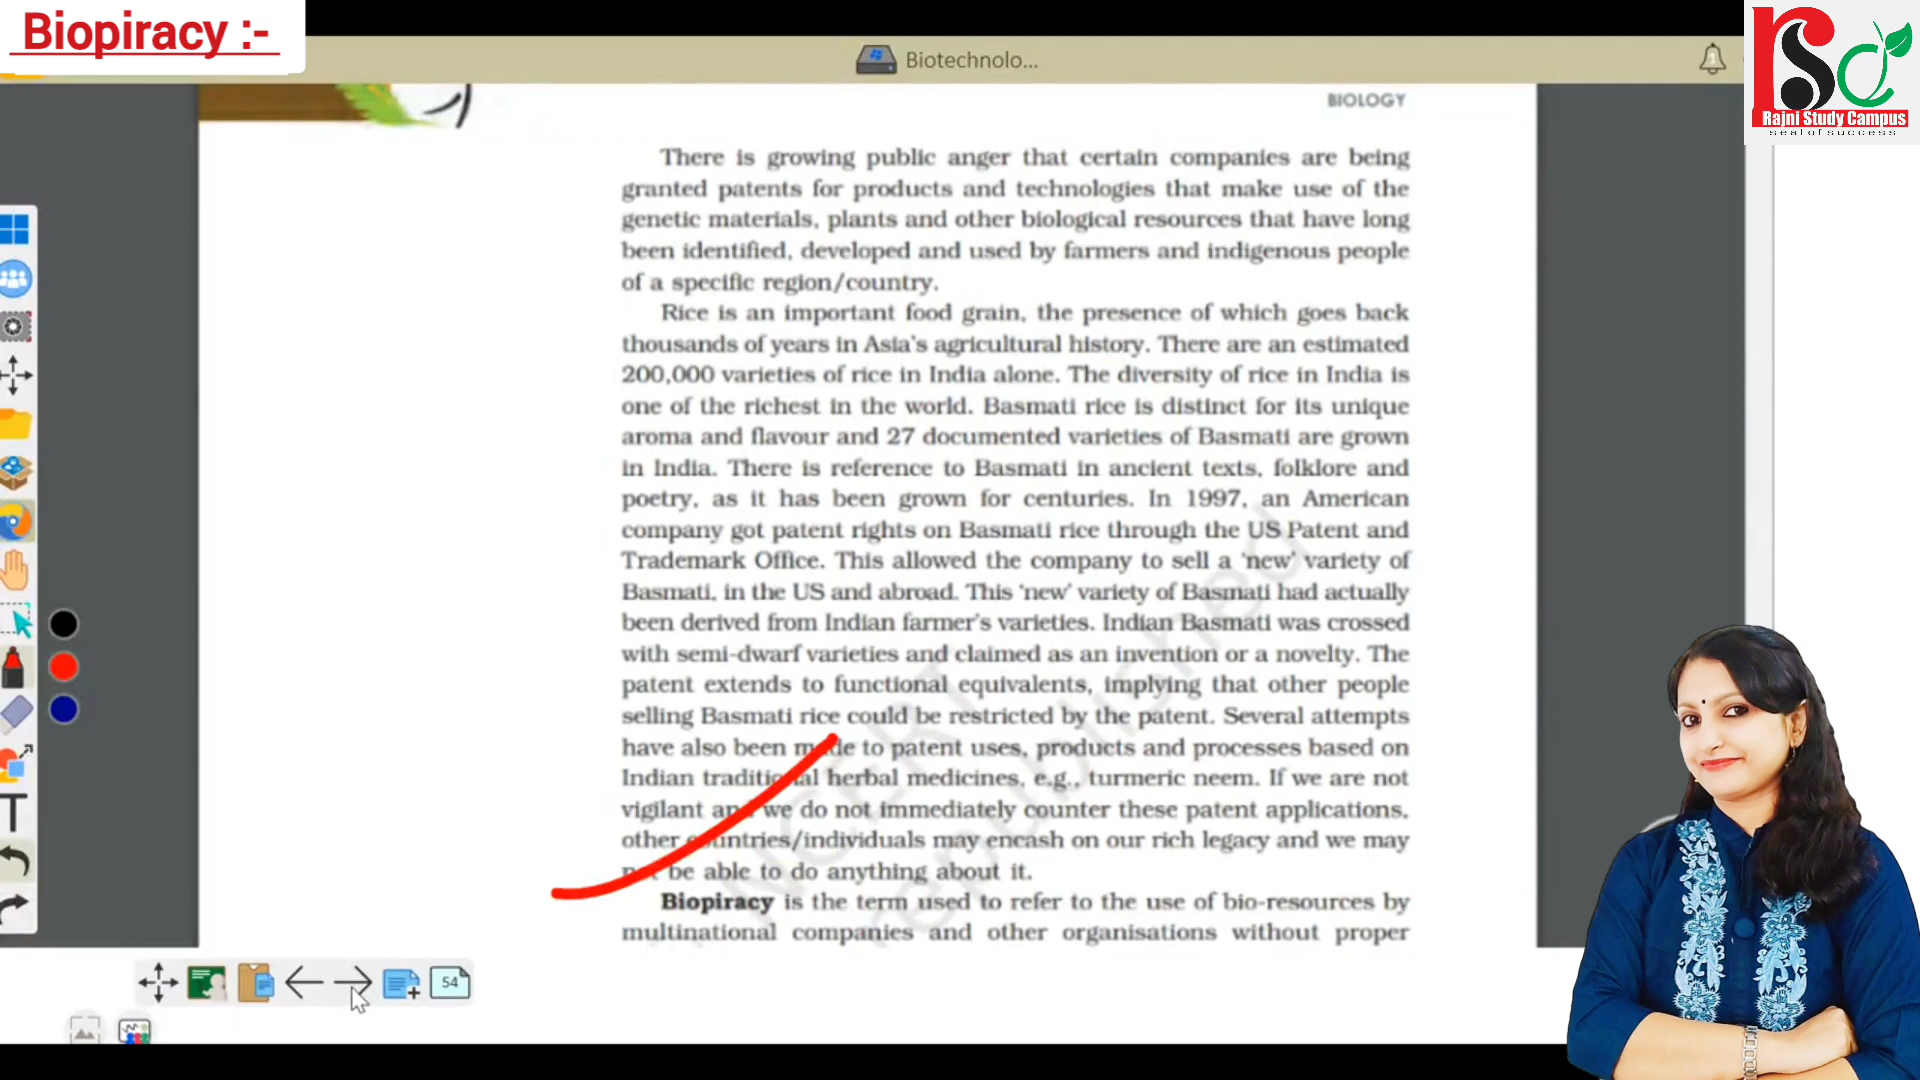 Biopiracy :-
Biotechnolo...
1
RSC
Rajni Study Campus
seal of success
BIOLOGY
There is growing public anger that certain companies are being
granted patents for products and technologies that make use of the
genetic materials, plants and other biological resources that have long
been identified, developed and used by farmers and indigenous people
of a specific region/country.
Rice is an important food grain, the presence of which goes back
thousands of years in Asia's agricultural history. There are an estimated
200,000 varieties of rice in India alone. The diversity of rice in India is
one of the richest in the world. Basmati rice is distinct for its unique
aroma and flavour and 27 documented varieties of Basmati are grown
in India. There is reference to Basmati in ancient texts, folklore and
poetry, as it has been grown for centuries. In 1997, an American
company got patent rights on Basmati rice through the US Patent and
Trademark Office. This allowed the company to sell a 'new' variety of
Basmati, in the US and abroad. This 'new' variety of Basmati had actually
been derived from Indian farmer's varieties. Indian Basmati was crossed
with semi-dwarf varieties and claimed as an invention or a novelty. The
patent extends to functional equivalents, implying that other people
selling Basmati rice could be restricted by the patent. Several attempts
have also been made to patent uses, products and processes based on
Indian traditional herbal medicines, e.g., turmeric neem. If we are not
vigilant and we do not immediately counter these patent applications,
other countries/individuals may encash on our rich legacy and we may
not be able to do anything about it.
Biopiracy is the term used to refer to the use of bio-resources by
multinational companies and other organisations without proper
NCERT
republished
54